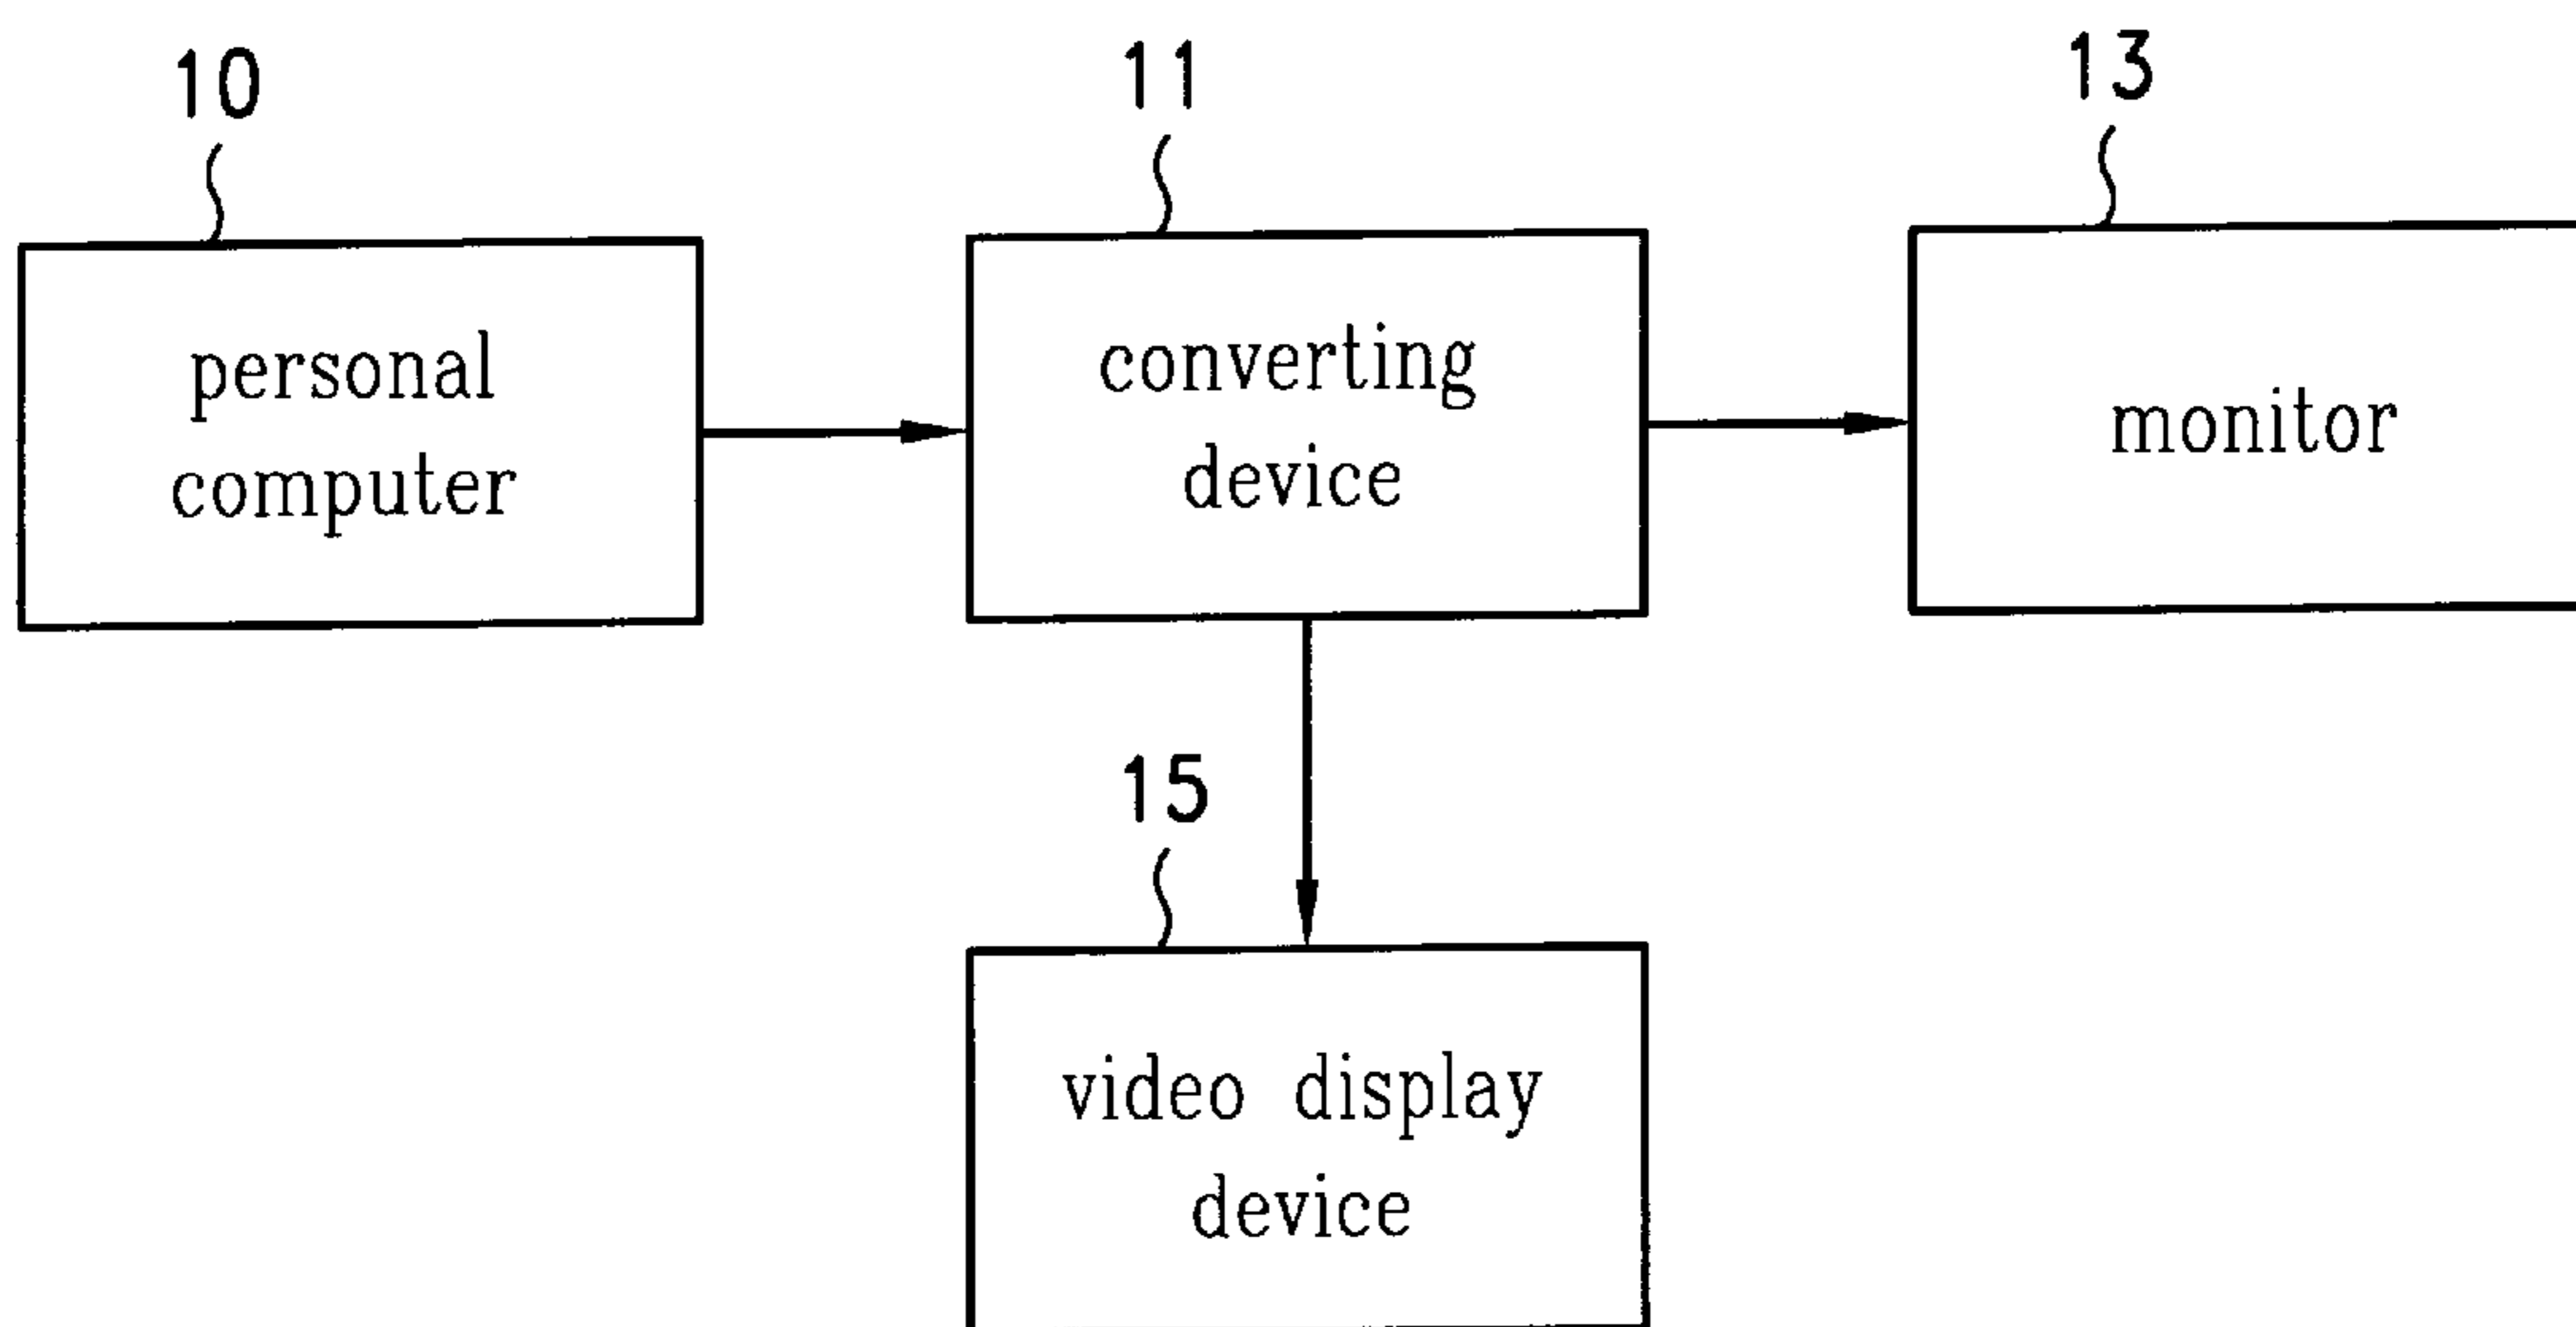 10
11
13
personal
computer
converting
device
monitor
15
video display
device